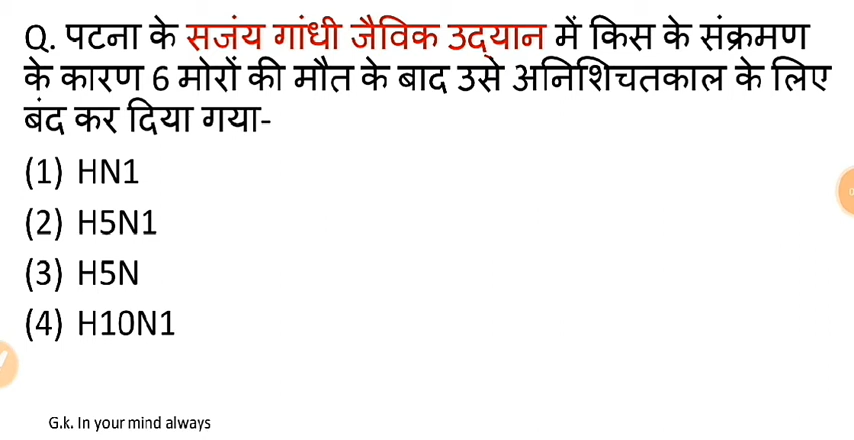 Q. पटना के सजंय गांधी जैविक उद्यान में किस के संक्रमण
के कारण 6 मोरों की मौत के बाद उसे अनिशिचतकाल के लिए
बंद कर दिया गया-
(1) HN1
(2) H5N1
(3) H5N
(4) H10N1
G.k. In your mind always